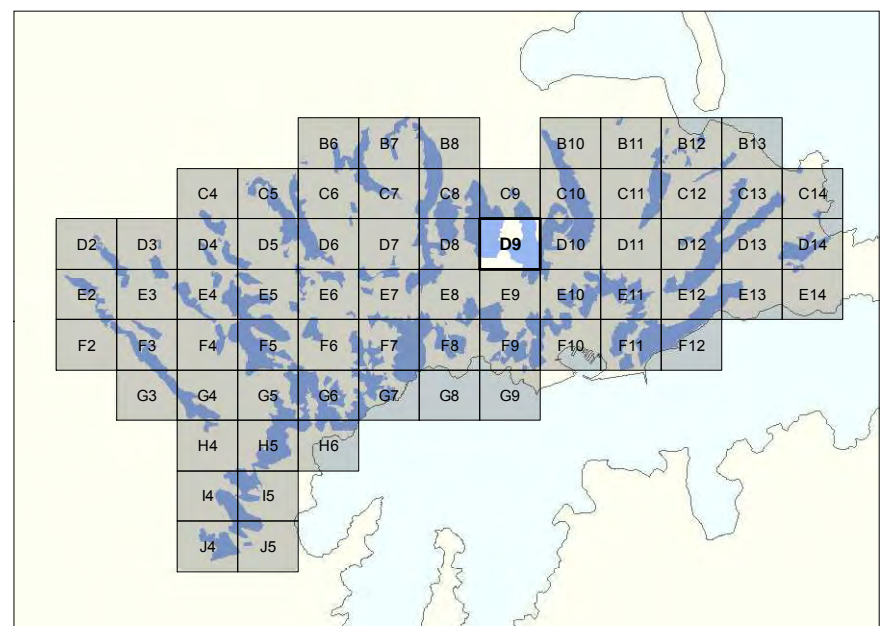 B6 B7 B8 B10 B11 B12 B13
C4 C5 C6 C7 C8 C9 C10 C11 C12 C13 C14
D2 D3 D4 D5 D6 D7 D8 D9 D10 D11 D12 D13 D14
E2 E3 E4 E5 E6 E7 E8 E9 E10 E11 E12 E13 E14
F2 F3 F4 F5 F6 F7 F8 F9 F10 F11 F12
G3 G4 G5 G6 G7 G8 G9
H4 H5 H6
I4 I5
J4 J5